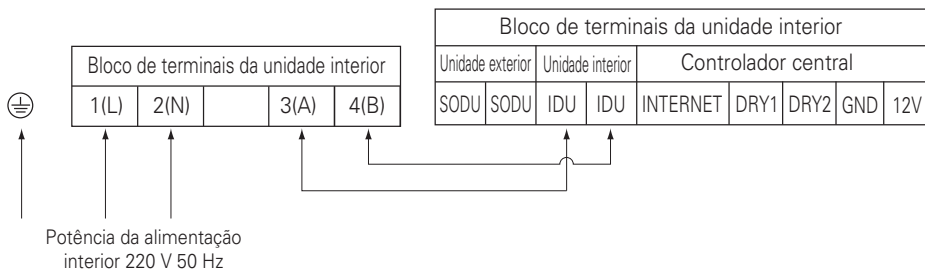 Bloco de terminais da unidade interior
1(L) 2(N) 3(A) 4(B)
Bloco de terminais da unidade interior
Unidade exterior Unidade interior Controlador central
SODU SODU IDU IDU INTERNET DRY1 DRY2 GND 12V
Potência da alimentação
interior 220 V 50 Hz